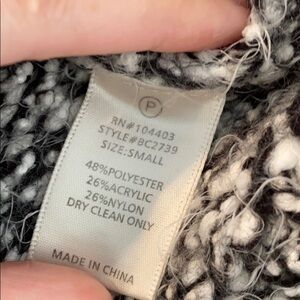 P
RN#104403
STYLE#BC2739
SIZE:SMALL
48%POLYESTER
26%ACRYLIC
26%NYLON
DRY CLEAN ONLY
MADE IN CHINA